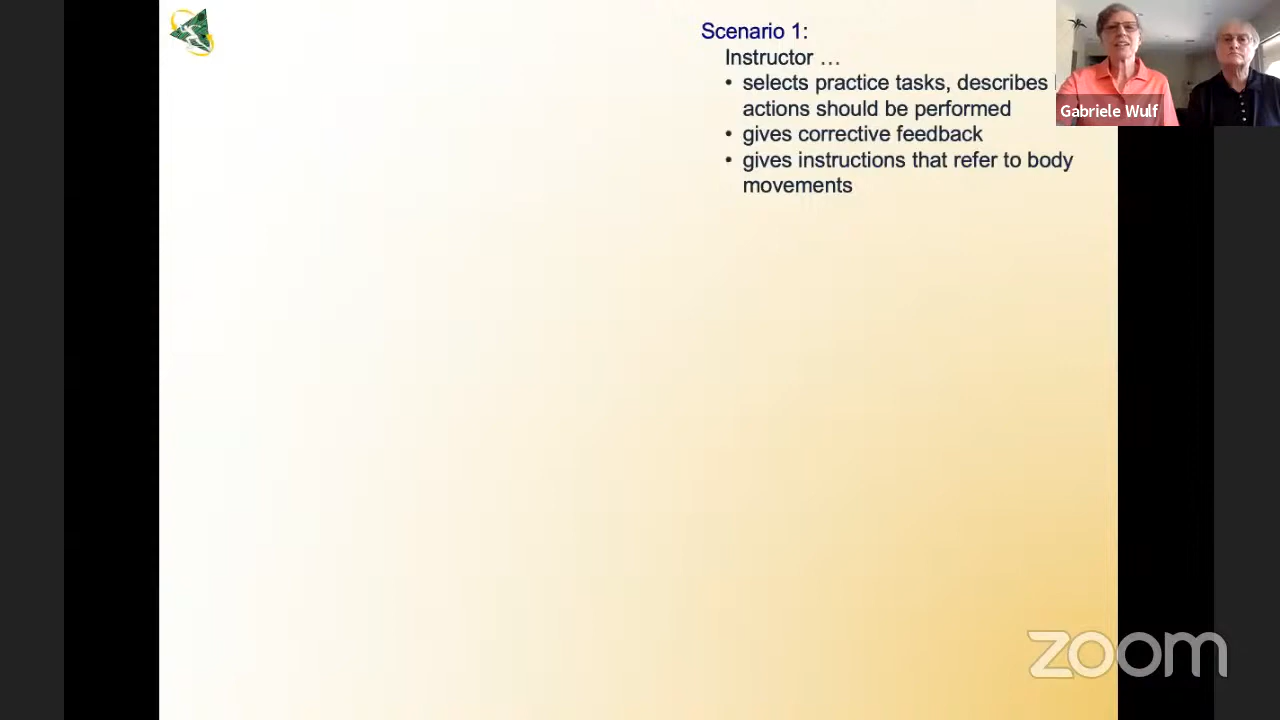 Scenario 1:
Instructor …
• selects practice tasks, describes
actions should be performed
• gives corrective feedback
• gives instructions that refer to body
movements
Gabriele Wulf
zoom